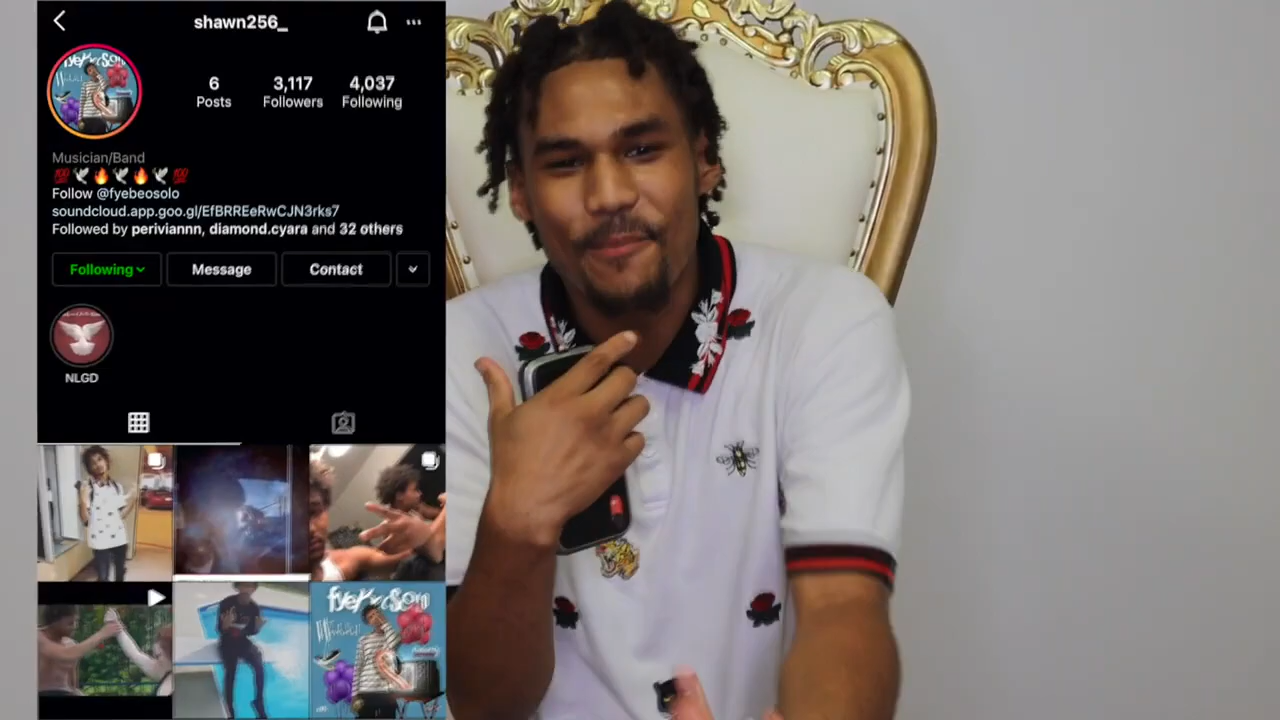 shawn256_
6
3,117
4,037
Posts
Followers
Following
Musician/Band
💯🕊🔥🕊🔥🕊💯
Follow @fyebeosolo
soundcloud.app.goo.gl/EfBRREeRwCJN3rks7
Followed by periviannn, diamond.cyara and 32 others
Following
Message
Contact
NLGD